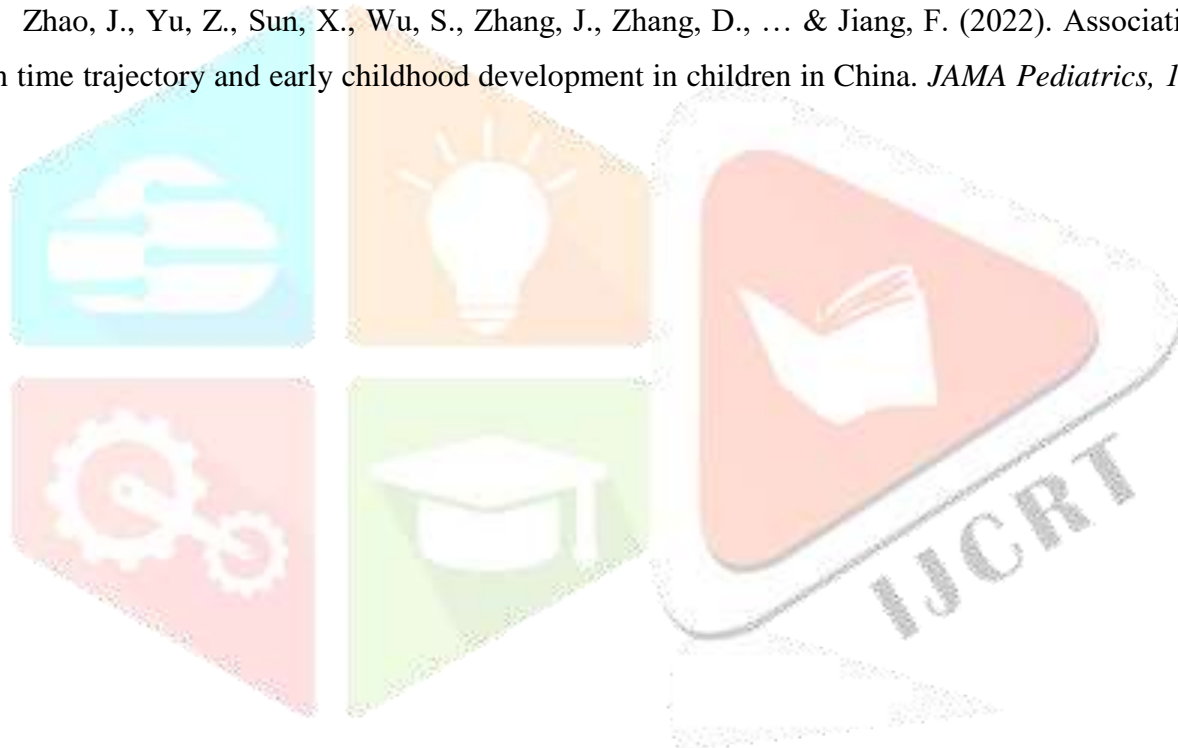 Zhao, J., Yu, Z., Sun, X., Wu, S., Zhang, J., Zhang, D., … & Jiang, F. (2022). Associati
n time trajectory and early childhood development in children in China. JAMA Pediatrics, 1
IJCRT